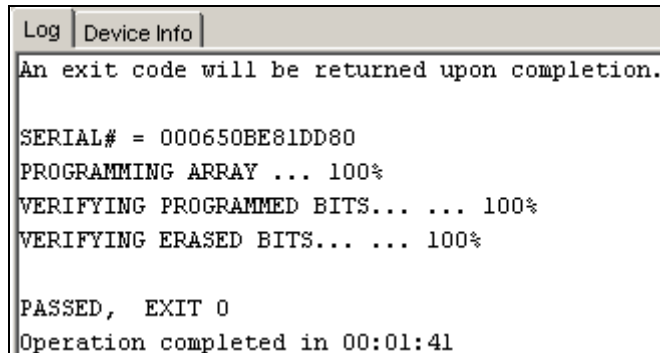 Log Device Info
An exit code will be returned upon completion.
SERIAL# = 000650BE81DD80
PROGRAMMING ARRAY ... 100%
VERIFYING PROGRAMMED BITS... ... 100%
VERIFYING ERASED BITS... ... 100%
PASSED,  EXIT 0
Operation completed in 00:01:41